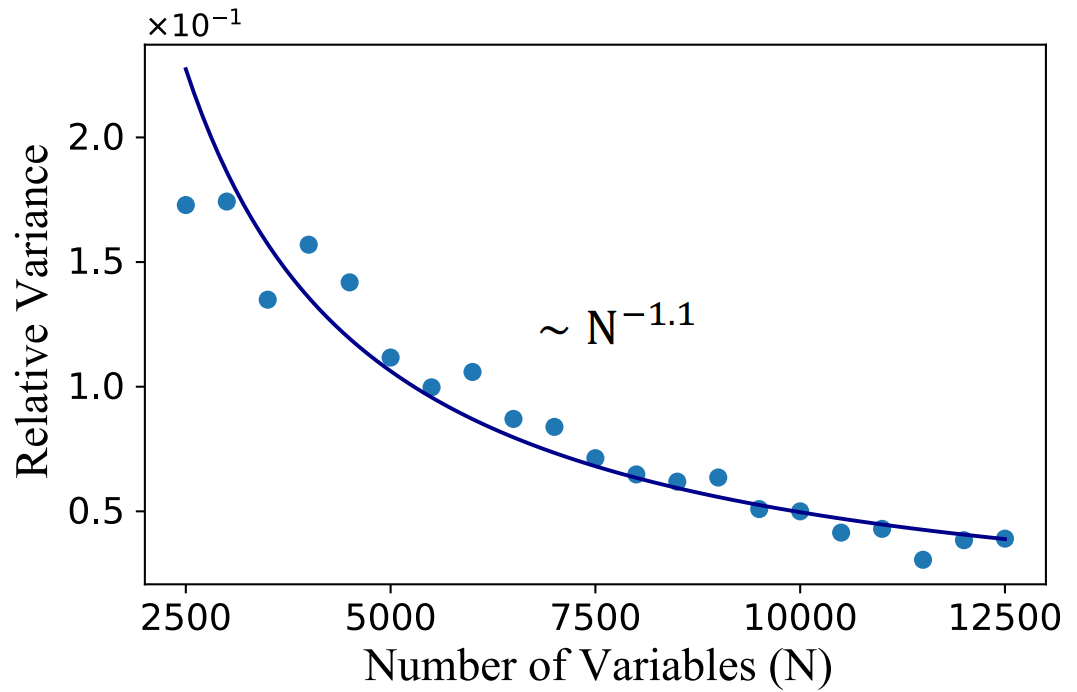 ×10⁻¹
2.0
1.5
1.0
0.5
Relative Variance
~ N⁻¹·¹
2500 5000 7500 10000 12500
Number of Variables (N)